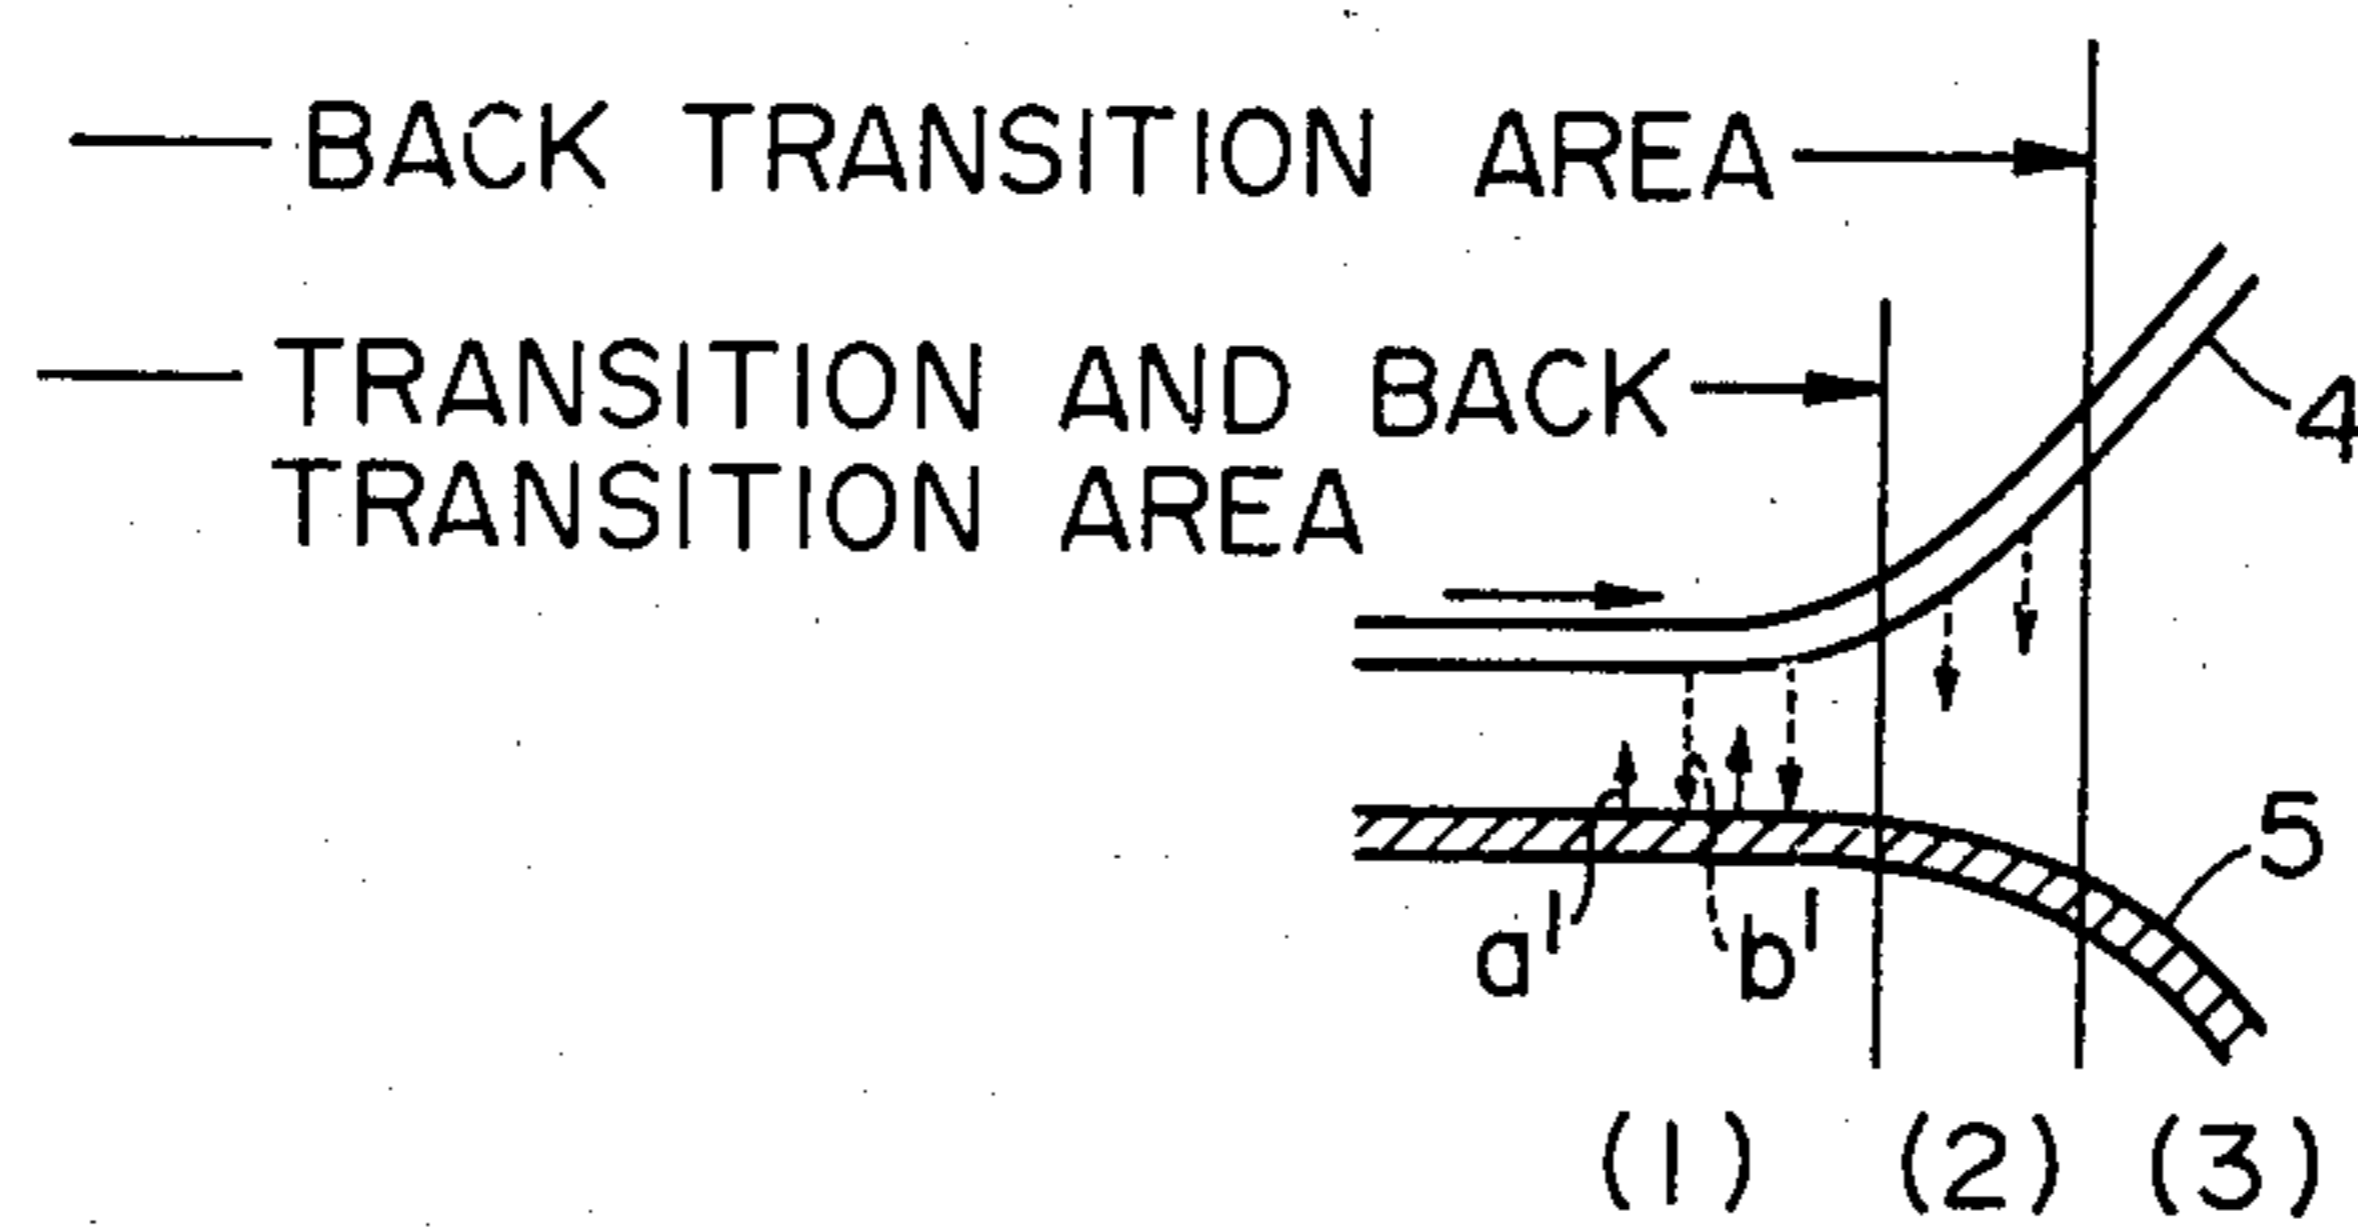 BACK TRANSITION AREA
TRANSITION AND BACK
TRANSITION AREA
4
5
a' b'
(1) (2) (3)